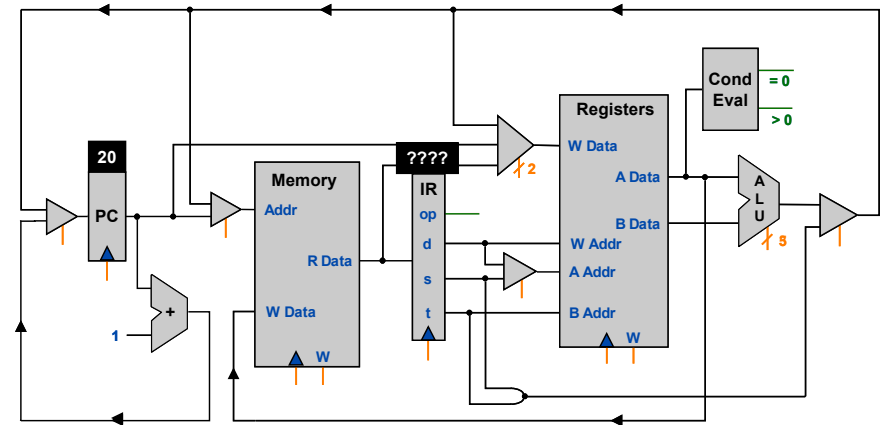 20
PC
+
1
Memory
Addr
R Data
W Data
W
????
IR
op
d
s
t
2
Registers
W Data
A Data
B Data
W Addr
A Addr
B Addr
W
Cond
Eval
= 0
> 0
A
L
U
5